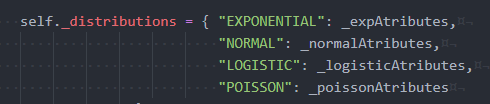 self._distributions = { "EXPONENTIAL": _expAtributes,
"NORMAL": _normalAtributes,
"LOGISTIC": _logisticAtributes,
"POISSON": _poissonAtributes